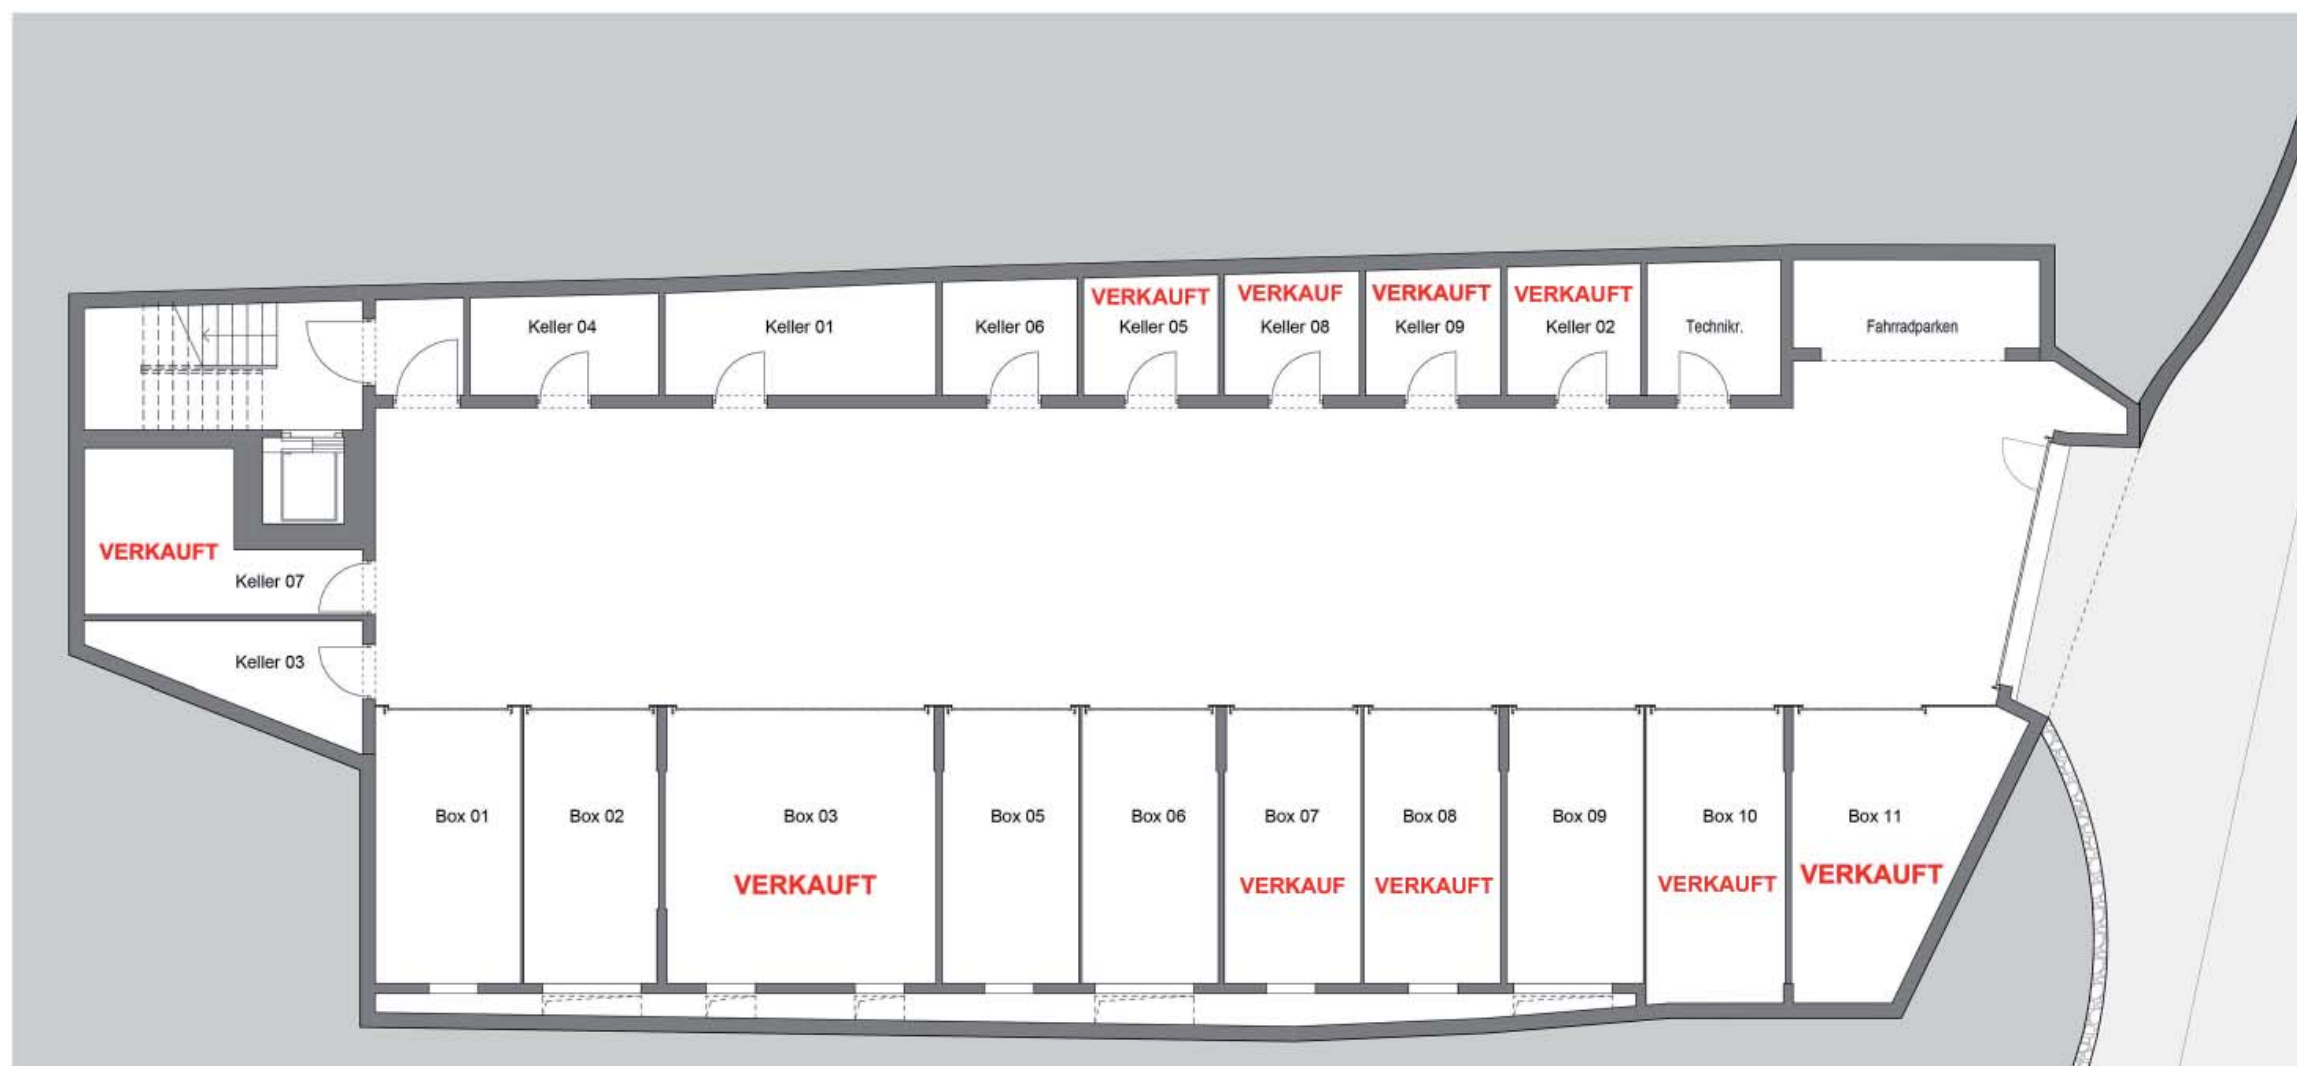 VERKAUFT
Keller 04
Keller 01
Keller 06
Keller 05
VERKAUF
Keller 08
VERKAUFT
Keller 09
VERKAUFT
Keller 02
Technikr.
Fahrradparken
VERKAUFT
Keller 07
Keller 03
Box 01
Box 02
Box 03
VERKAUFT
Box 05
Box 06
Box 07
VERKAUF
Box 08
VERKAUFT
Box 09
Box 10
VERKAUFT
Box 11
VERKAUFT